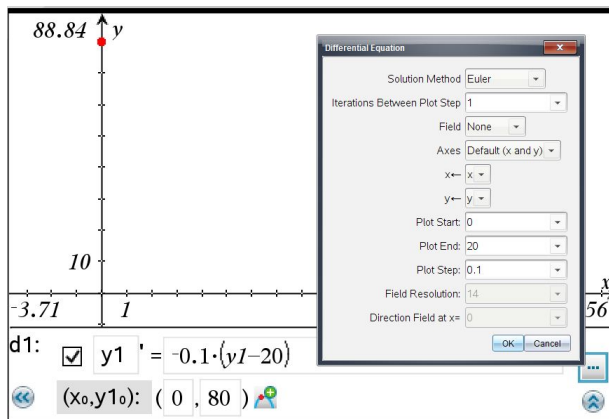 88.84 y
10
-3.71 1 x
56
Differential Equation
Solution Method Euler
Iterations Between Plot Step 1
Field None
Axes Default (x and y)
x← x
y← y
Plot Start: 0
Plot End: 20
Plot Step: 0.1
Field Resolution: 14
Direction Field at x= 0
OK Cancel
d1: y1 ' = -0.1·(y1-20)
(x₀,y1₀): ( 0 , 80 )
...